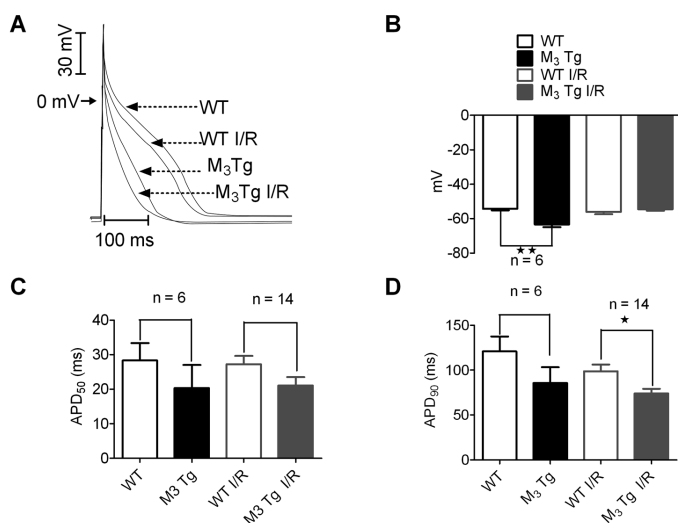 A
30 mV
0 mV
WT
WT I/R
M3Tg
M3Tg I/R
100 ms
B
WT
M3 Tg
WT I/R
M3 Tg I/R
0
-20
-40
-60
-80
mV
★★
n = 6
C
n = 6
n = 14
40
30
20
10
0
APD50 (ms)
WT
M3 Tg
WT I/R
M3 Tg I/R
D
n = 6
n = 14
★
150
100
50
0
APD90 (ms)
WT
M3 Tg
WT I/R
M3 Tg I/R